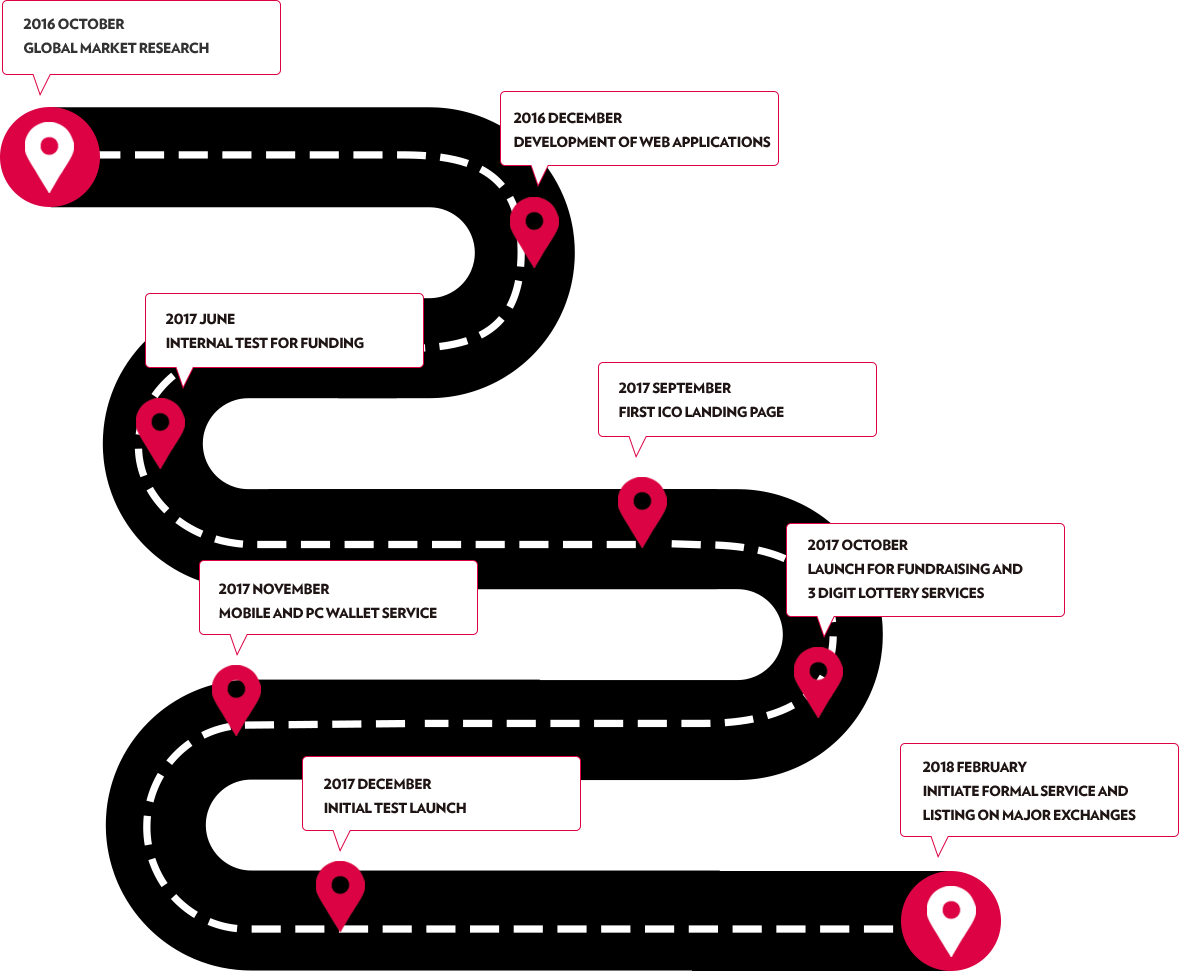 2016 OCTOBER
GLOBAL MARKET RESEARCH
2016 DECEMBER
DEVELOPMENT OF WEB APPLICATIONS
2017 JUNE
INTERNAL TEST FOR FUNDING
2017 SEPTEMBER
FIRST ICO LANDING PAGE
2017 OCTOBER
LAUNCH FOR FUNDRAISING AND
3 DIGIT LOTTERY SERVICES
2017 NOVEMBER
MOBILE AND PC WALLET SERVICE
2017 DECEMBER
INITIAL TEST LAUNCH
2018 FEBRUARY
INITIATE FORMAL SERVICE AND
LISTING ON MAJOR EXCHANGES